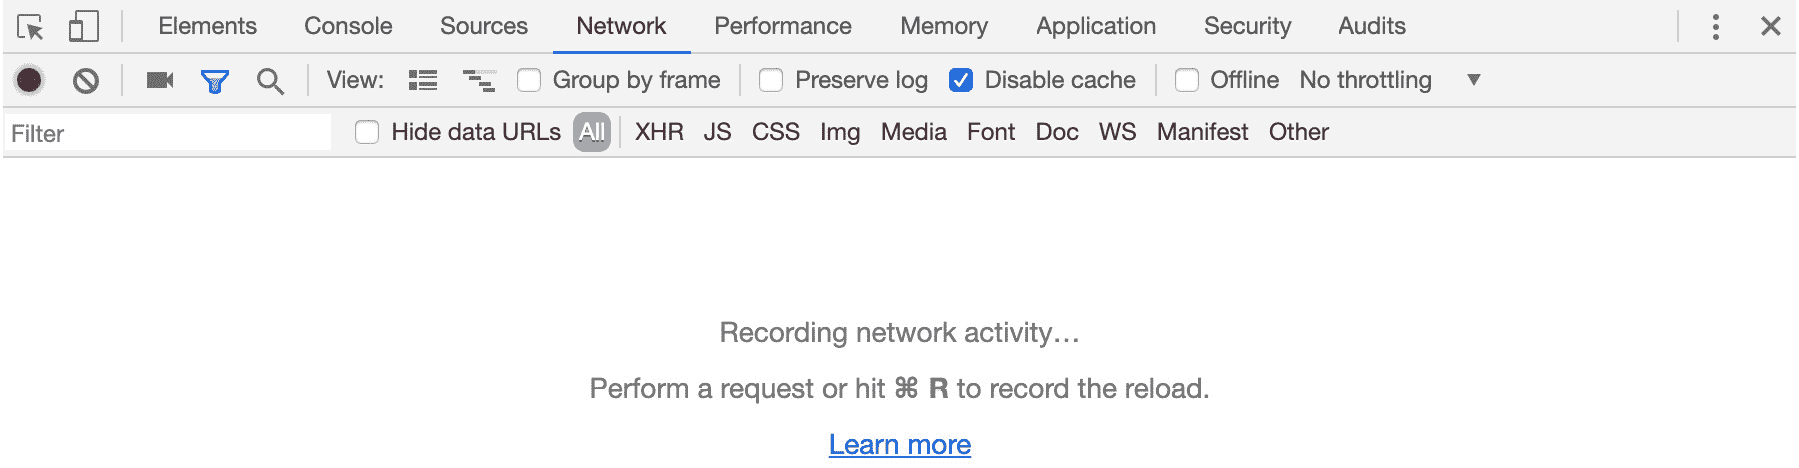 Elements Console Sources Network Performance Memory Application Security Audits
View: Group by frame Preserve log Disable cache Offline No throttling
Filter Hide data URLs All XHR JS CSS Img Media Font Doc WS Manifest Other
Recording network activity…
Perform a request or hit ⌘ R to record the reload.
Learn more